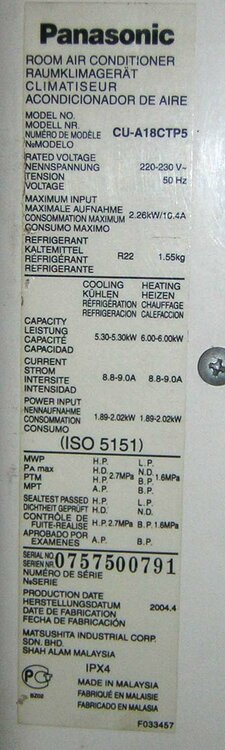 Panasonic
ROOM AIR CONDITIONER
RAUMKLIMAGERÄT
CLIMATISEUR
ACONDICIONADOR DE AIRE
MODEL NO.
MODELL NR.
NUMÉRO DE MODÈLE CU-A18CTP5
№MODELO
RATED VOLTAGE
NENNSPANNUNG 220-230 V~
TENSION 50 Hz
VOLTAGE
MAXIMUM INPUT
MAXIMALE AUFNAHME
CONSOMMATION MAXIMUM 2.26kW/10.4A
CONSUMO MAXIMO
REFRIGERANT
KALTEMITTEL R22 1.55kg
RÉFRIGÉRANT
REFRIGERANTE
COOLING HEATING
KÜHLEN HEIZEN
RÉFRIGÉRATION CHAUFFAGE
REFRIGERACION CALEFACCION
CAPACITY
LEISTUNG 5.30-5.30kW 6.00-6.00kW
CAPACITÉ
CAPACIDAD
CURRENT
STROM 8.8-9.0A 8.8-9.0A
INTERSITE
INTENSIDAD
POWER INPUT
NENNAUFNAHME
CONSOMMATION 1.89-2.02kW 1.89-2.02kW
CONSUMO
(ISO 5151)
MWP H.P. L.P.
PA max H.D. 2.7MPa N.D. 1.6MPa
PTM H.P. B.P.
MPT A.P. B.P.
SEALTEST PASSED H.P. L.P.
DICHTHEIT GEPRÜFT H.D. N.D.
CONTRÔLE DE FUITE-REALISE H.P. 2.7MPa B.P. 1.6MPa
APROBADO POR EXAMENES A.P. B.P.
SERIAL NO. 0757500791
SERIEN NR.
NUMÉRO DE SÉRIE
№SERIE
PRODUCTION DATE
HERSTELLUNGSDATUM 2004.4
DATE DE FABRICATION
FECHA DE FABRICACIÓN
MATSUSHITA INDUSTRIAL CORP.
SDN. BHD.
SHAH ALAM MALAYSIA
IPX4
MADE IN MALAYSIA
FABRIQUÉ EN MALAISIE
FABRICADO EN MALASIA
BZ02
F033457